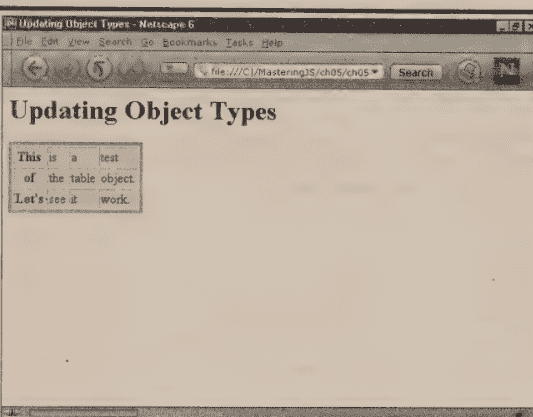 Updating Object Types - Netscape 6
File Edit View Search Go Bookmarks Tasks Help
file:///C|/MasteringJS/ch05/ch05 Search
Updating Object Types
This is a test
of the table object.
Let's see it work.